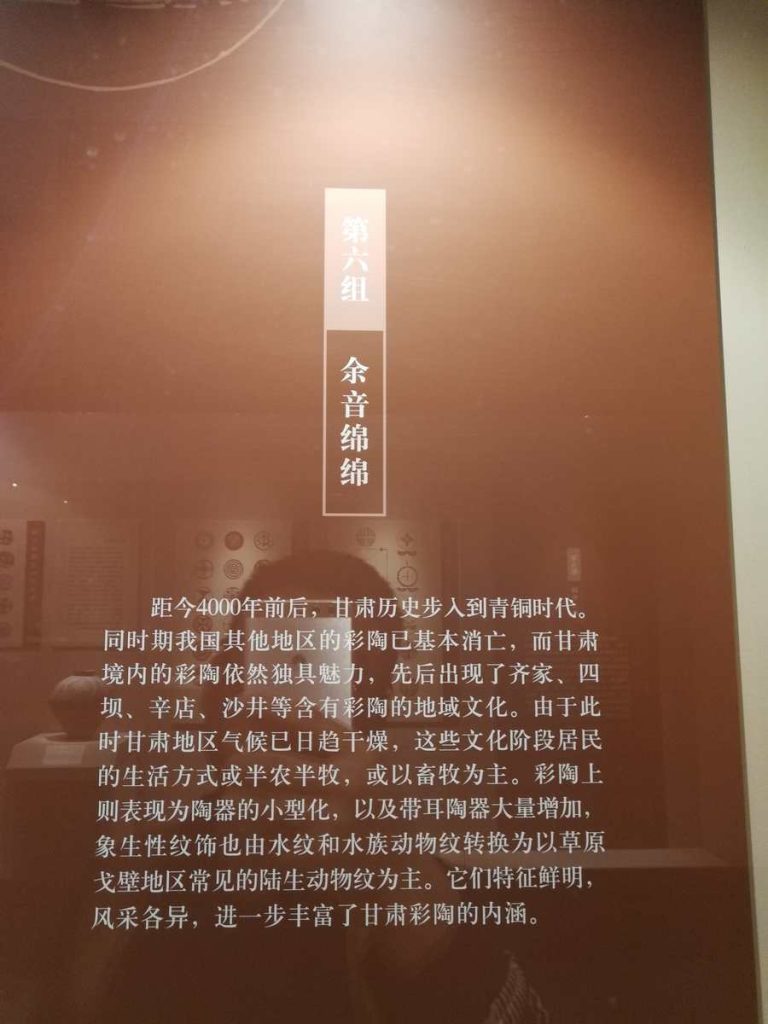 第六组
余音绵绵
距今4000年前后，甘肃历史步入到青铜时代。
同时期我国其他地区的彩陶已基本消亡，而甘肃
境内的彩陶依然独具魅力，先后出现了齐家、四
坝、辛店、沙井等含有彩陶的地域文化。由于此
时甘肃地区气候已日趋干燥，这些文化阶段居民
的生活方式或半农半牧，或以畜牧为主。彩陶上
则表现为陶器的小型化，以及带耳陶器大量增加，
象生性纹饰也由水纹和水族动物纹转换为以草原
戈壁地区常见的陆生动物纹为主。它们特征鲜明，
风采各异，进一步丰富了甘肃彩陶的内涵。